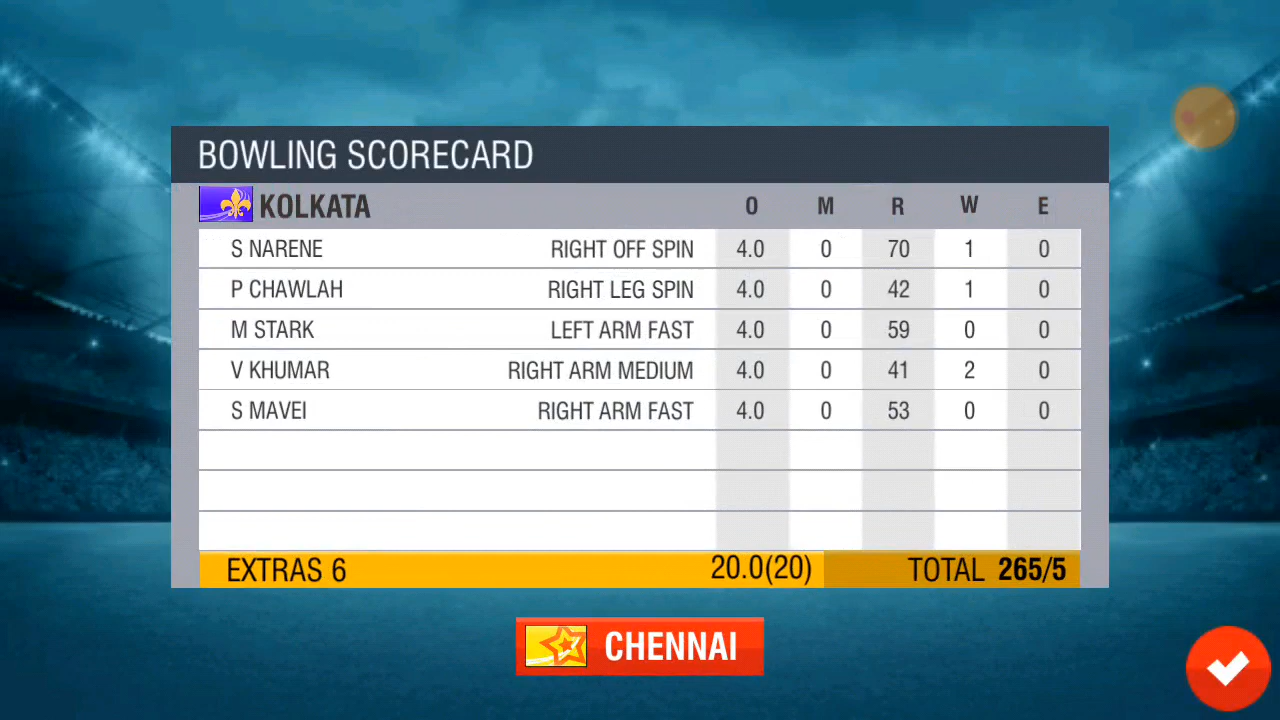 BOWLING SCORECARD
KOLKATA O M R W E
S NARENE RIGHT OFF SPIN 4.0 0 70 1 0
P CHAWLAH RIGHT LEG SPIN 4.0 0 42 1 0
M STARK LEFT ARM FAST 4.0 0 59 0 0
V KHUMAR RIGHT ARM MEDIUM 4.0 0 41 2 0
S MAVEI RIGHT ARM FAST 4.0 0 53 0 0
EXTRAS 6 20.0(20) TOTAL 265/5
CHENNAI